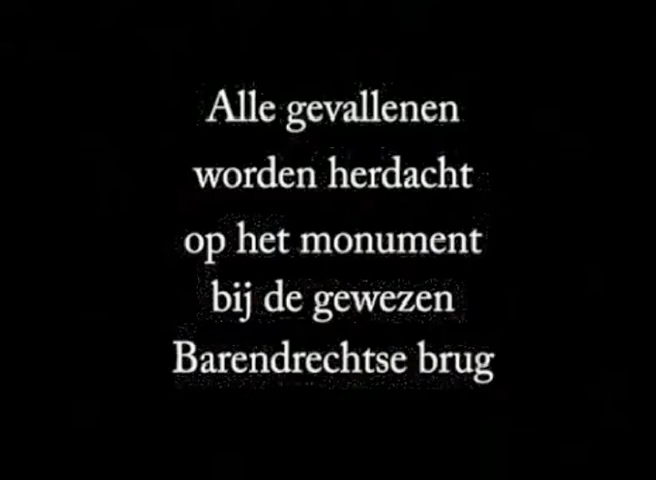 Alle gevallenen
worden herdacht
op het monument
bij de gewezen
Barendrechtse brug